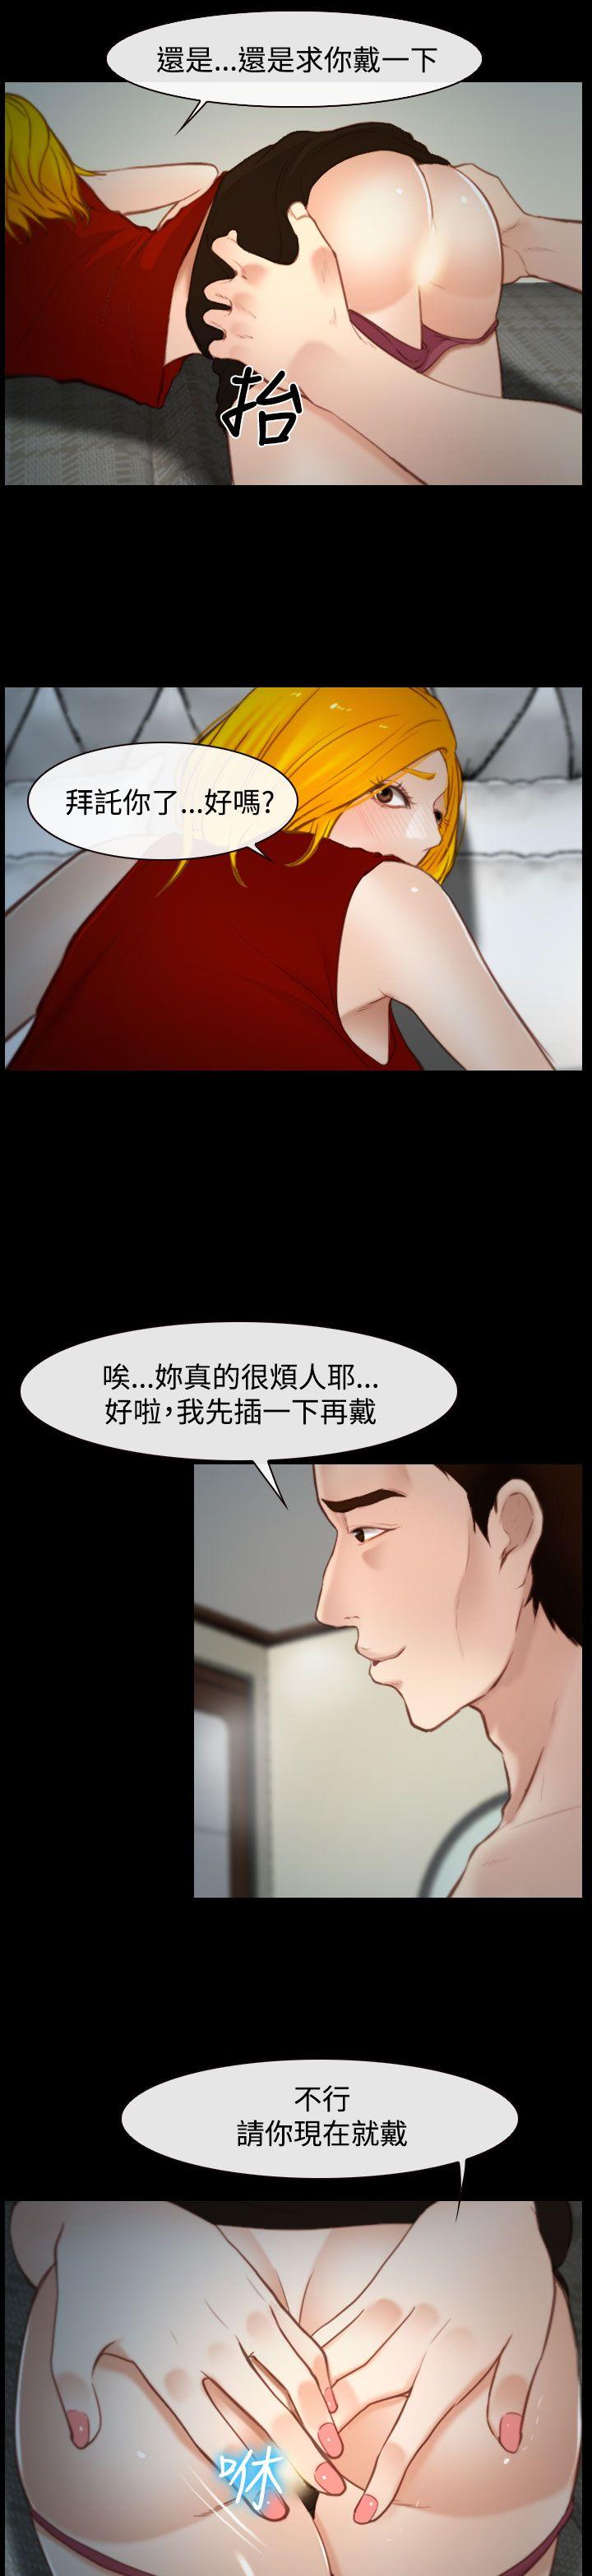 還是...還是求你戴一下
抬
拜託你了...好嗎?
唉...妳真的很煩人耶...
好啦,我先插一下再戴
不行
請你現在就戴
咻